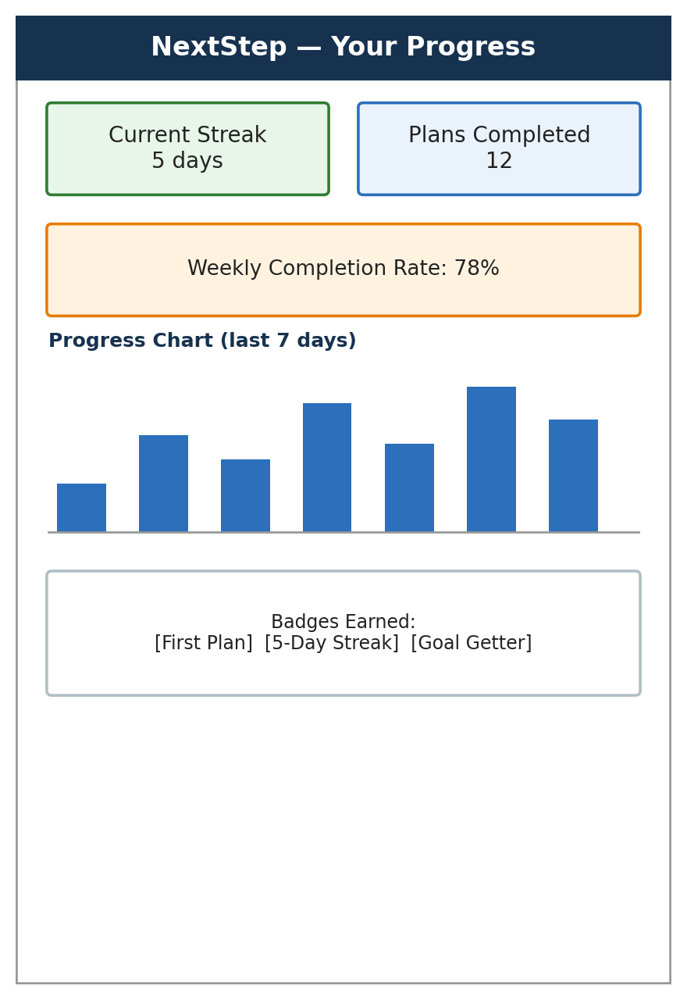 NextStep — Your Progress
Current Streak
5 days
Plans Completed
12
Weekly Completion Rate: 78%
Progress Chart (last 7 days)
Badges Earned:
[First Plan]  [5-Day Streak]  [Goal Getter]